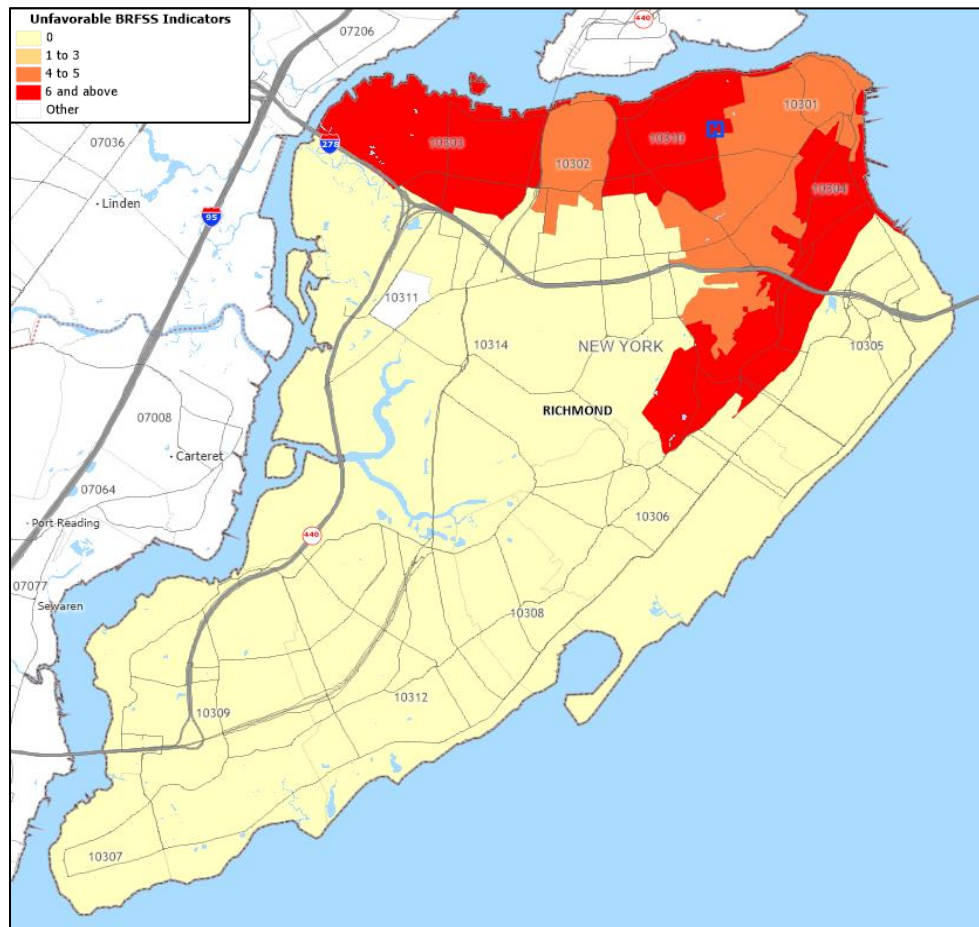 Unfavorable BRFSS Indicators
0
1 to 3
4 to 5
6 and above
Other
440
07206
07036
278
10303
10302
10310
10301
10304
Linden
95
10311
10314
NEW YORK
10305
RICHMOND
07008
Carteret
07064
Port Reading
440
10306
07077
Sewaren
10308
10312
10309
10307